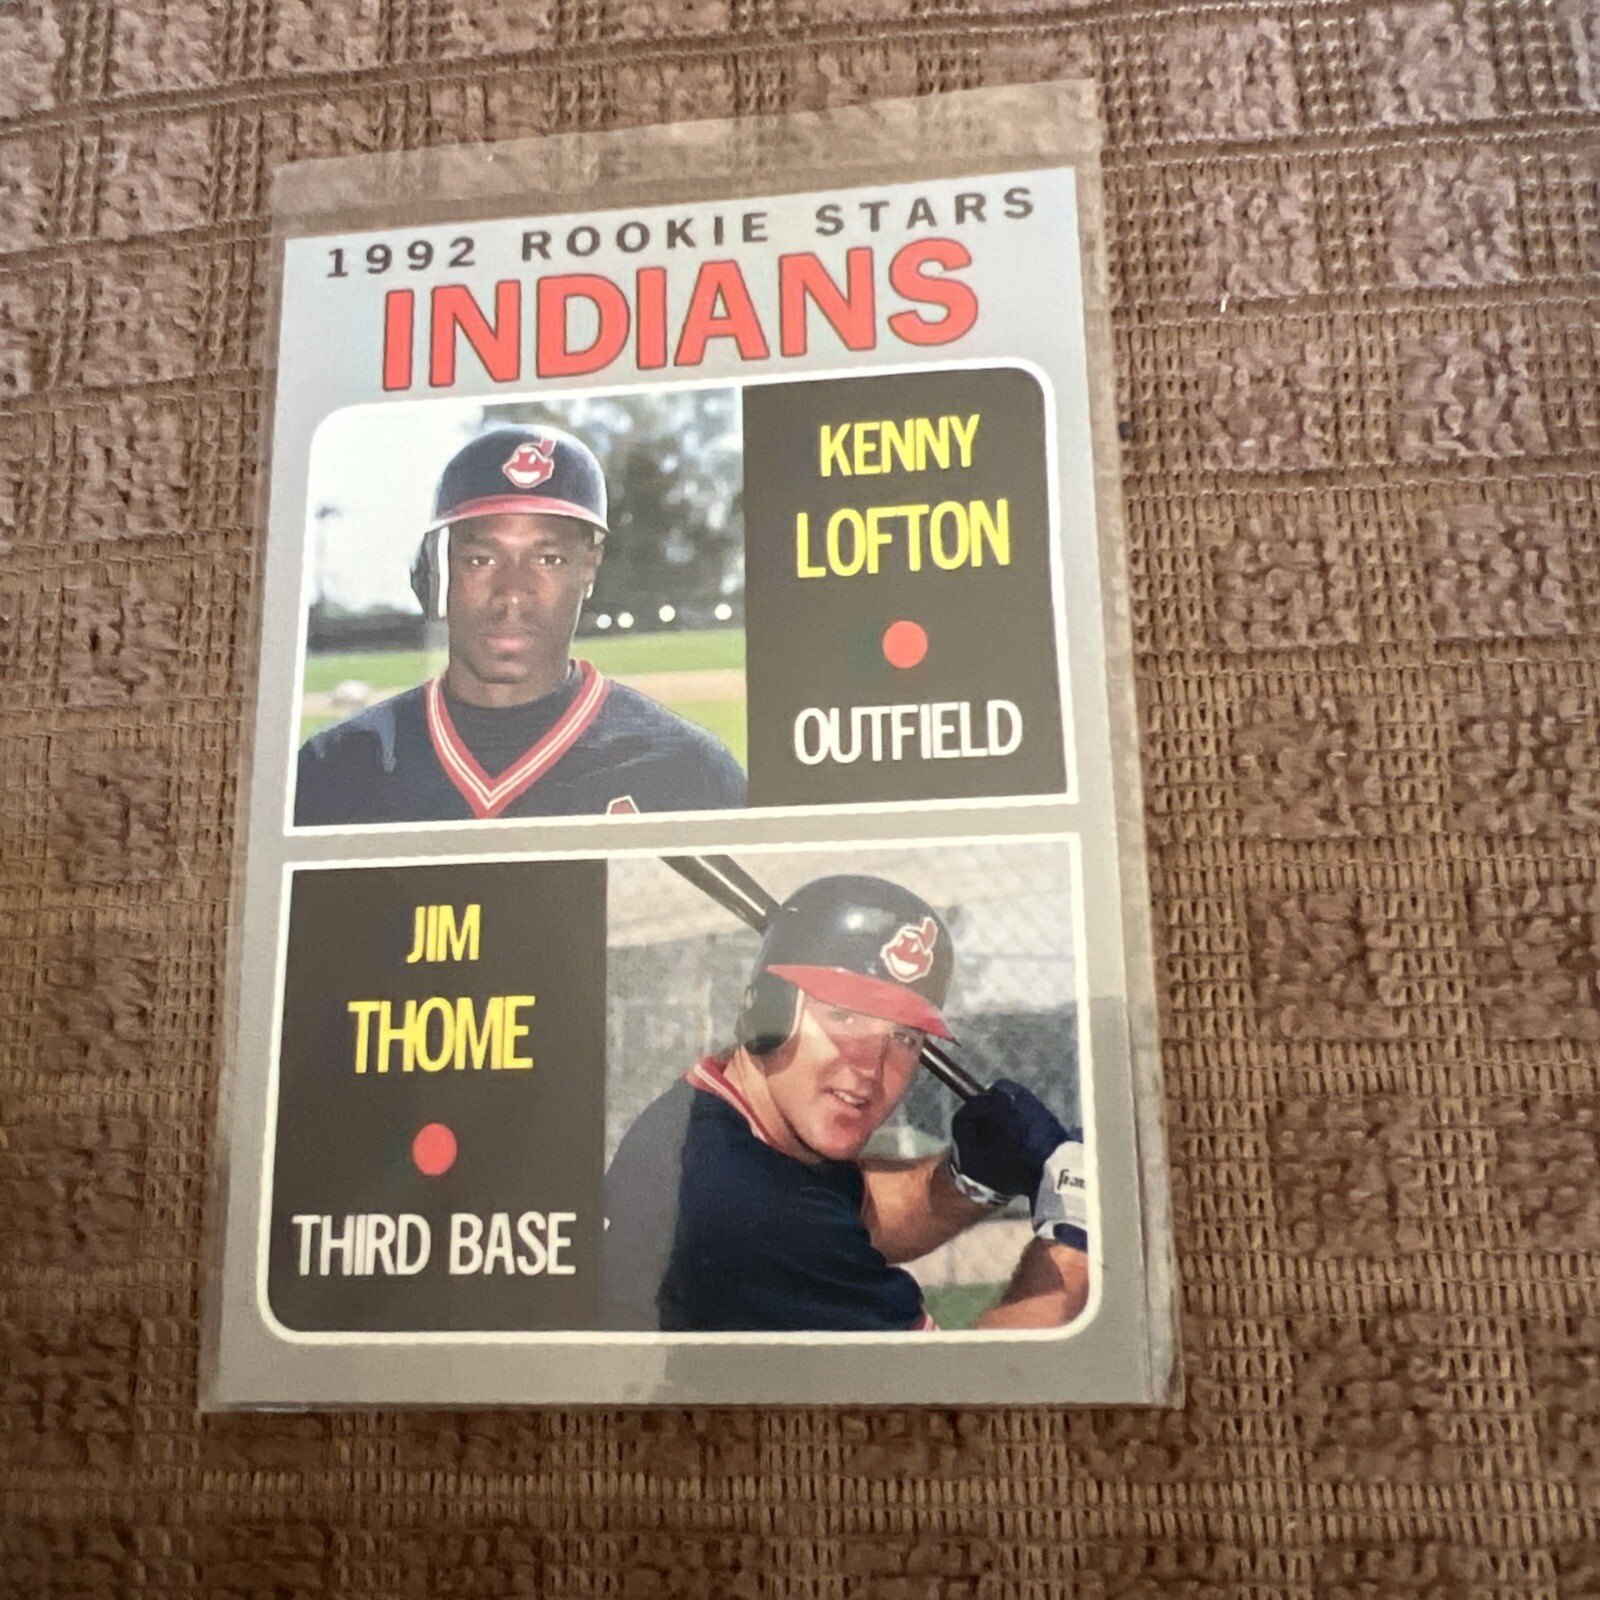 1992 ROOKIE STARS
INDIANS
KENNY
LOFTON
OUTFIELD
JIM
THOME
THIRD BASE